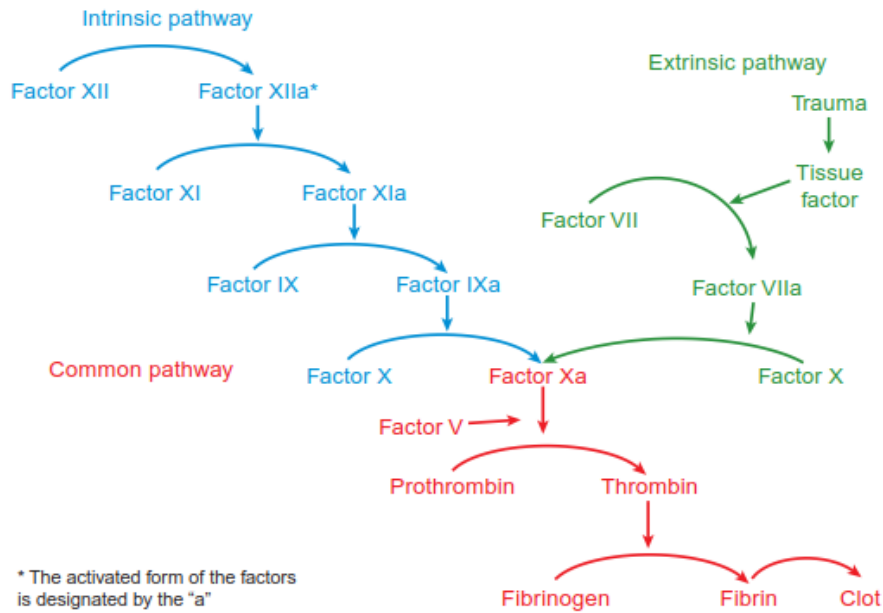 Intrinsic pathway
Extrinsic pathway
Factor XII
Factor XIIa*
Trauma
Factor XI
Factor XIa
Tissue
factor
Factor VII
Factor IX
Factor IXa
Factor VIIa
Common pathway
Factor X
Factor Xa
Factor X
Factor V
Prothrombin
Thrombin
* The activated form of the factors
is designated by the “a”
Fibrinogen
Fibrin
Clot